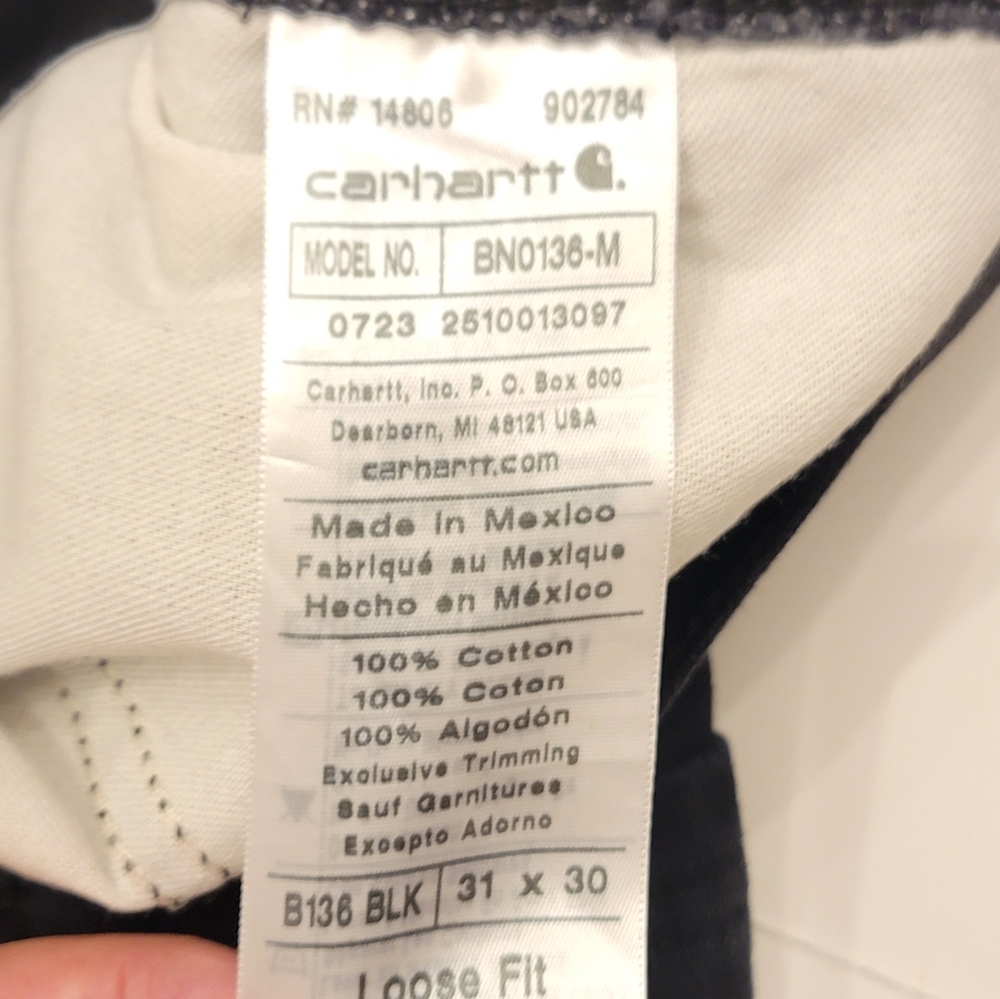 RN# 14806 902784
carhartt
MODEL NO. BN0136-M
0723 2510013097
Carhartt, Inc. P. O. Box 600
Dearborn, MI 48121 USA
carhartt.com
Made in Mexico
Fabriqué au Mexique
Hecho en México
100% Cotton
100% Coton
100% Algodón
Exclusive Trimming
Sauf Garnitures
Excepto Adorno
B136 BLK 31 x 30
Loose Fit